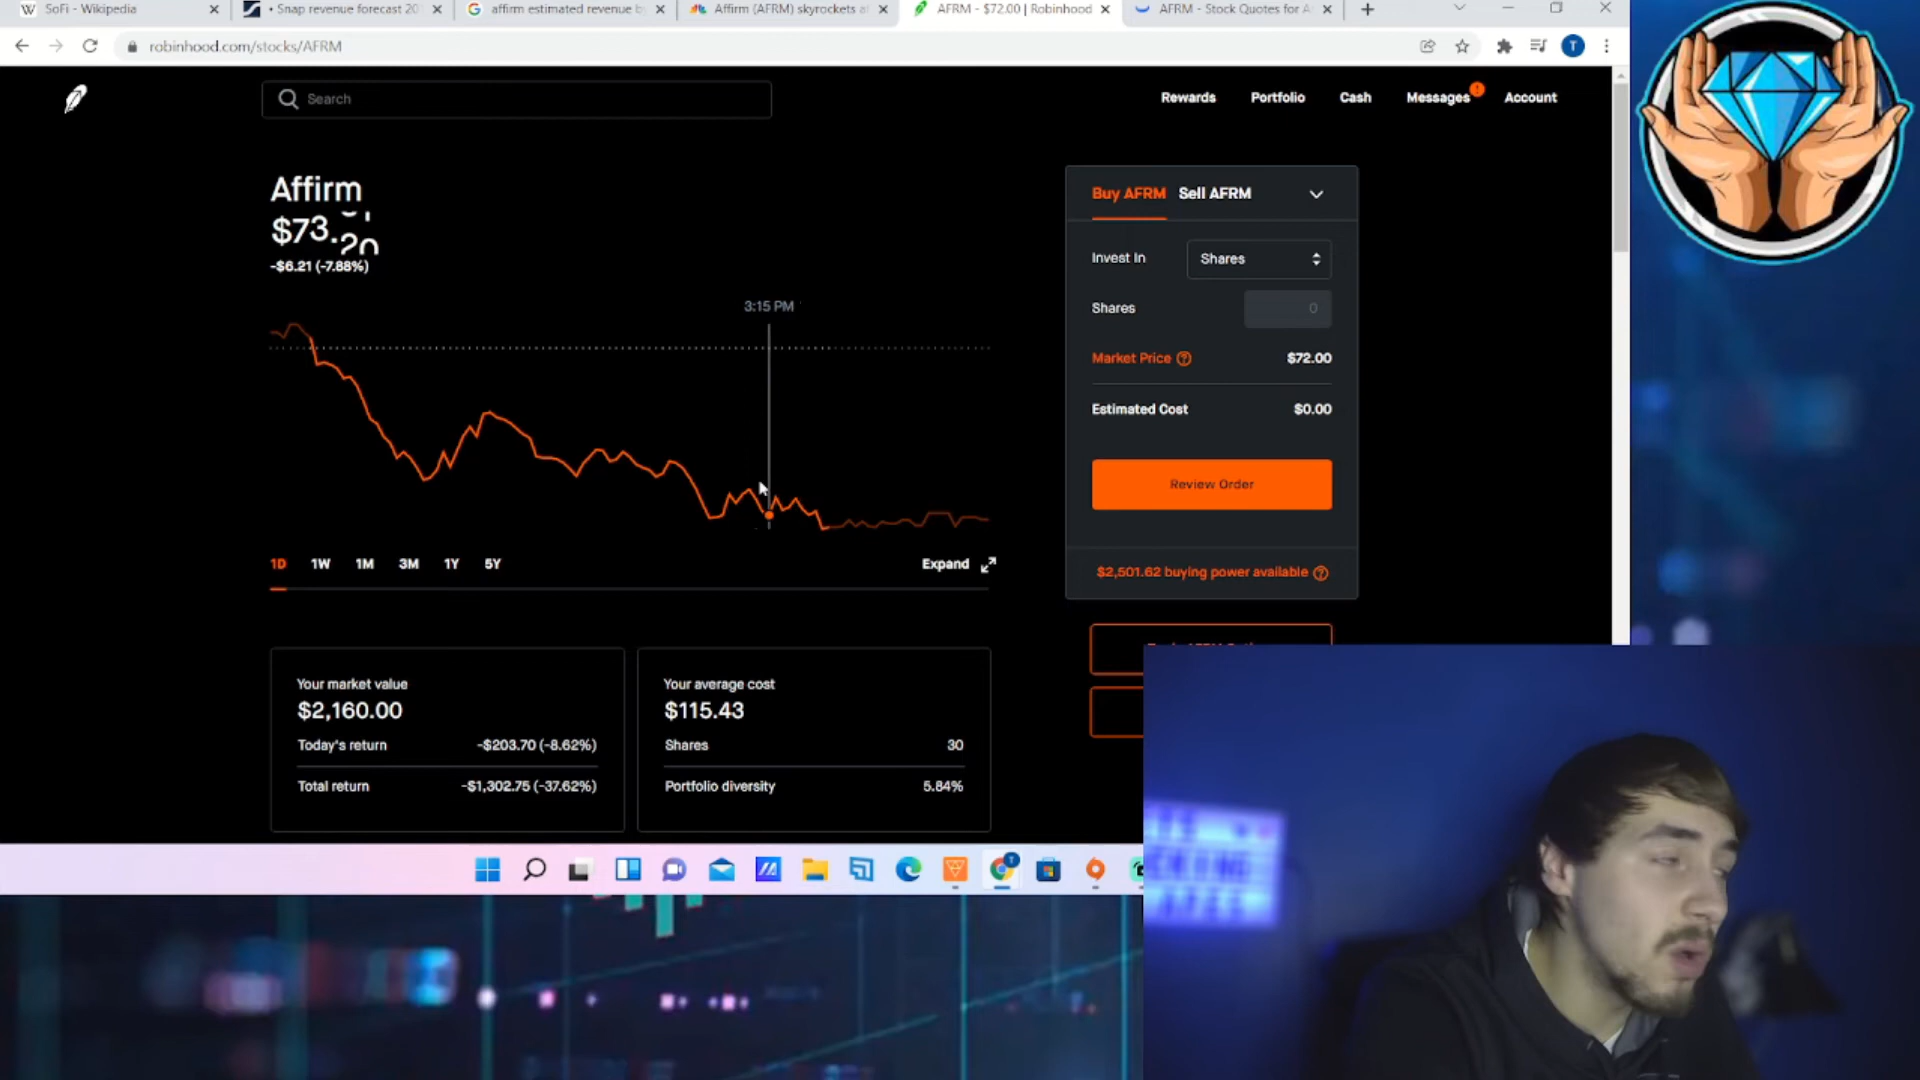 SoFi - Wikipedia
Snap revenue forecast 20
affirm estimated revenue b
Affirm (AFRM) skyrockets a
AFRM - $72.00 | Robinhood
AFRM - Stock Quotes for A
robinhood.com/stocks/AFRM
T
Search
Rewards
Portfolio
Cash
Messages
Account
Affirm
$73.
-$6.21 (-7.88%)
3:15 PM
Buy AFRM
Sell AFRM
Invest In
Shares
Shares
0
Market Price
$72.00
Estimated Cost
$0.00
Review Order
$2,501.62 buying power available
1D
1W
1M
3M
1Y
5Y
Expand
Your market value
$2,160.00
Today's return
-$203.70 (-8.62%)
Total return
-$1,302.75 (-37.62%)
Your average cost
$115.43
Shares
30
Portfolio diversity
5.84%